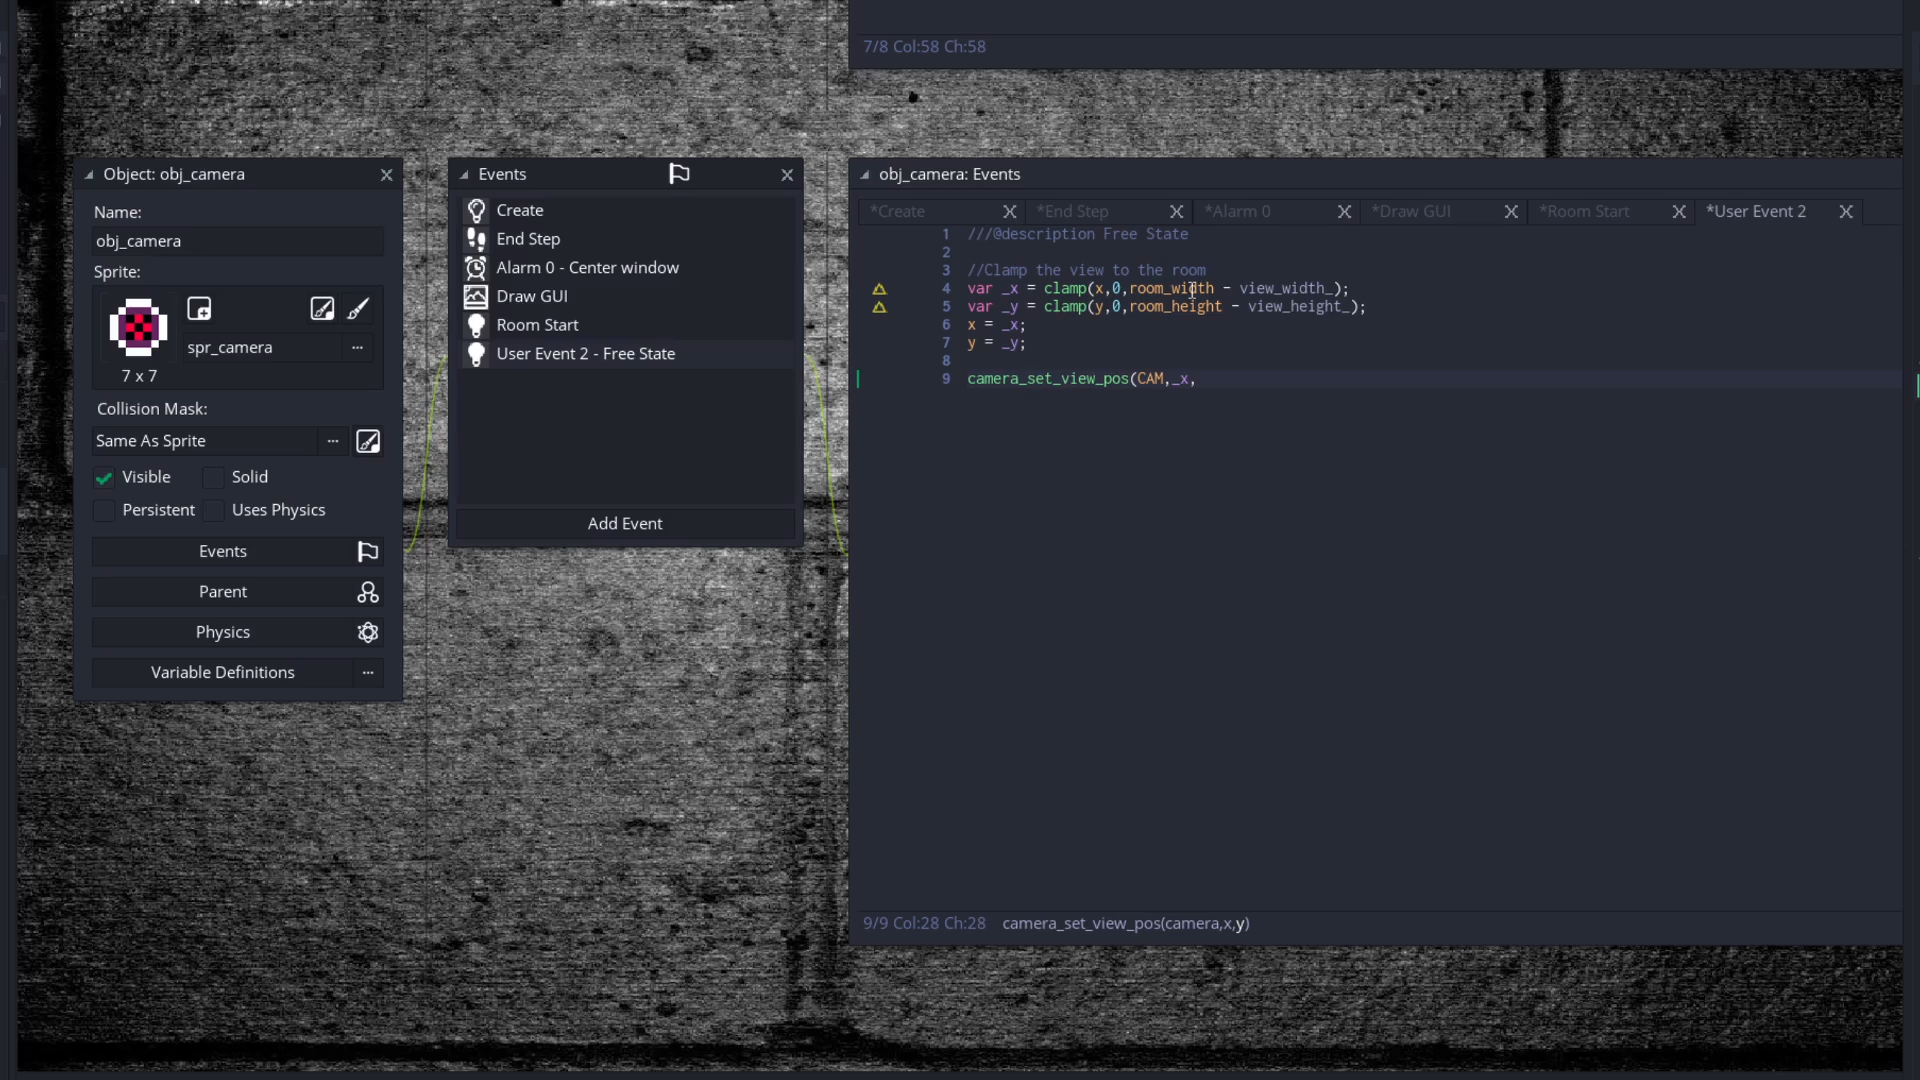 7/8 Col:58 Ch:58
Object: obj_camera
Name:
obj_camera
Sprite:
spr_camera
...
7 x 7
Collision Mask:
Same As Sprite
...
Visible
Solid
Persistent
Uses Physics
Events
Parent
Physics
Variable Definitions
...
Events
Create
End Step
Alarm 0 - Center window
Draw GUI
Room Start
User Event 2 - Free State
Add Event
obj_camera: Events
*Create
*End Step
*Alarm 0
*Draw GUI
*Room Start
*User Event 2
1 ///@description Free State
2
3 //Clamp the view to the room
4 var _x = clamp(x,0,room_width - view_width_);
5 var _y = clamp(y,0,room_height - view_height_);
6 x = _x;
7 y = _y;
8
9 camera_set_view_pos(CAM,_x,
9/9 Col:28 Ch:28 camera_set_view_pos(camera,x,y)